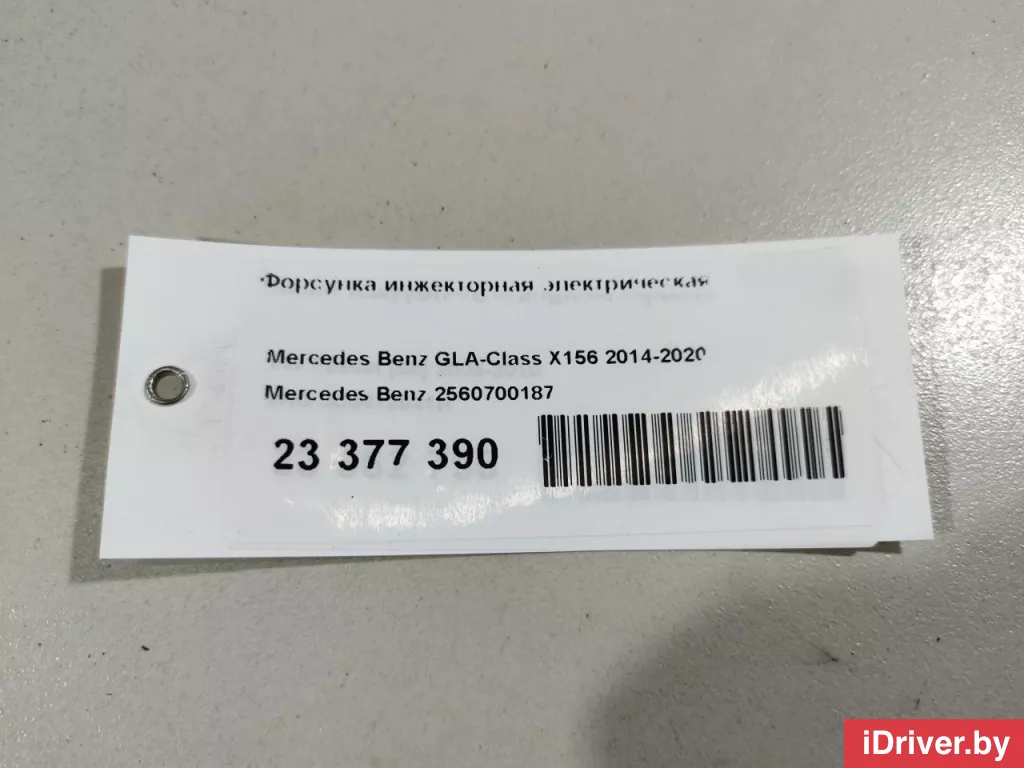 Форсунка инжекторная электрическая
Mercedes Benz GLA-Class X156 2014-2020
Mercedes Benz 2560700187
23 377 390
iDriver.by